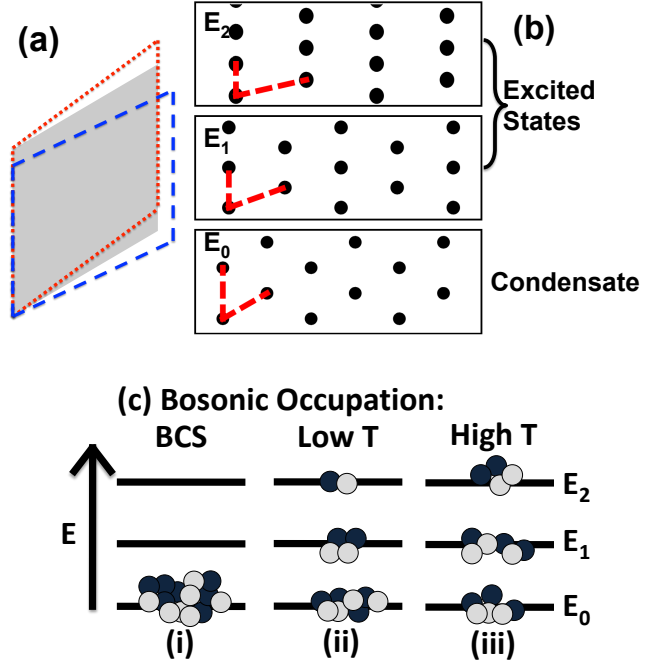 (a)
E2
(b)
Excited
States
E1
E0
Condensate
(c) Bosonic Occupation:
BCS Low T High T
E
E2
E1
E0
(i) (ii) (iii)